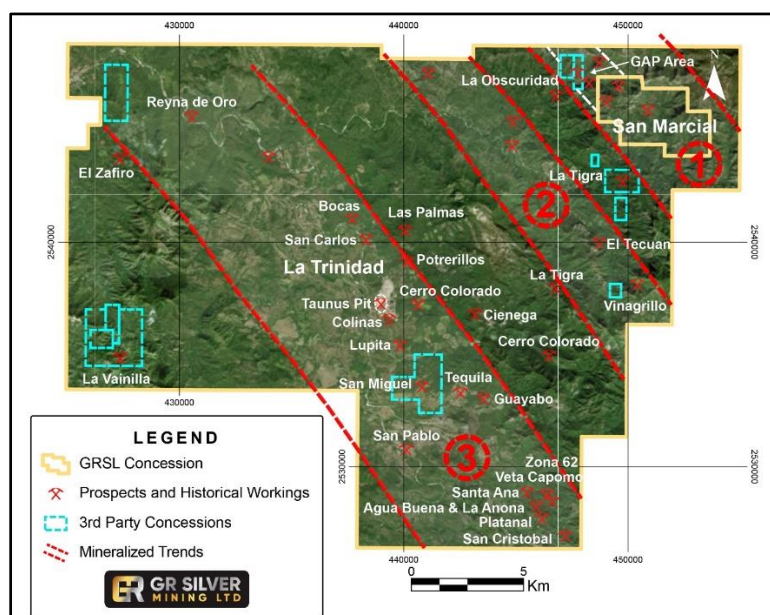 430000
440000
450000
GAP Area
N
La Obscuridad
Reyna de Oro
San Marcial
El Zafiro
1
La Tigra
2
Bocas
Las Palmas
San Carlos
El Tecuan
2540000
2540000
Potrerillos
La Trinidad
La Tigra
Taunus Pit
Cerro Colorado
Vinagrillo
Colinas
Cienega
Lupita
Cerro Colorado
La Vainilla
San Miguel
Tequila
Guayabo
430000
San Pablo
3
Zona 62
2530000
Veta Capomo
Santa Ana
Agua Buena & La Anona
Platanal
San Cristobal
440000
450000
LEGEND
GRSL Concession
Prospects and Historical Workings
3rd Party Concessions
Mineralized Trends
GR
GR SILVER
MINING LTD
0
5
Km